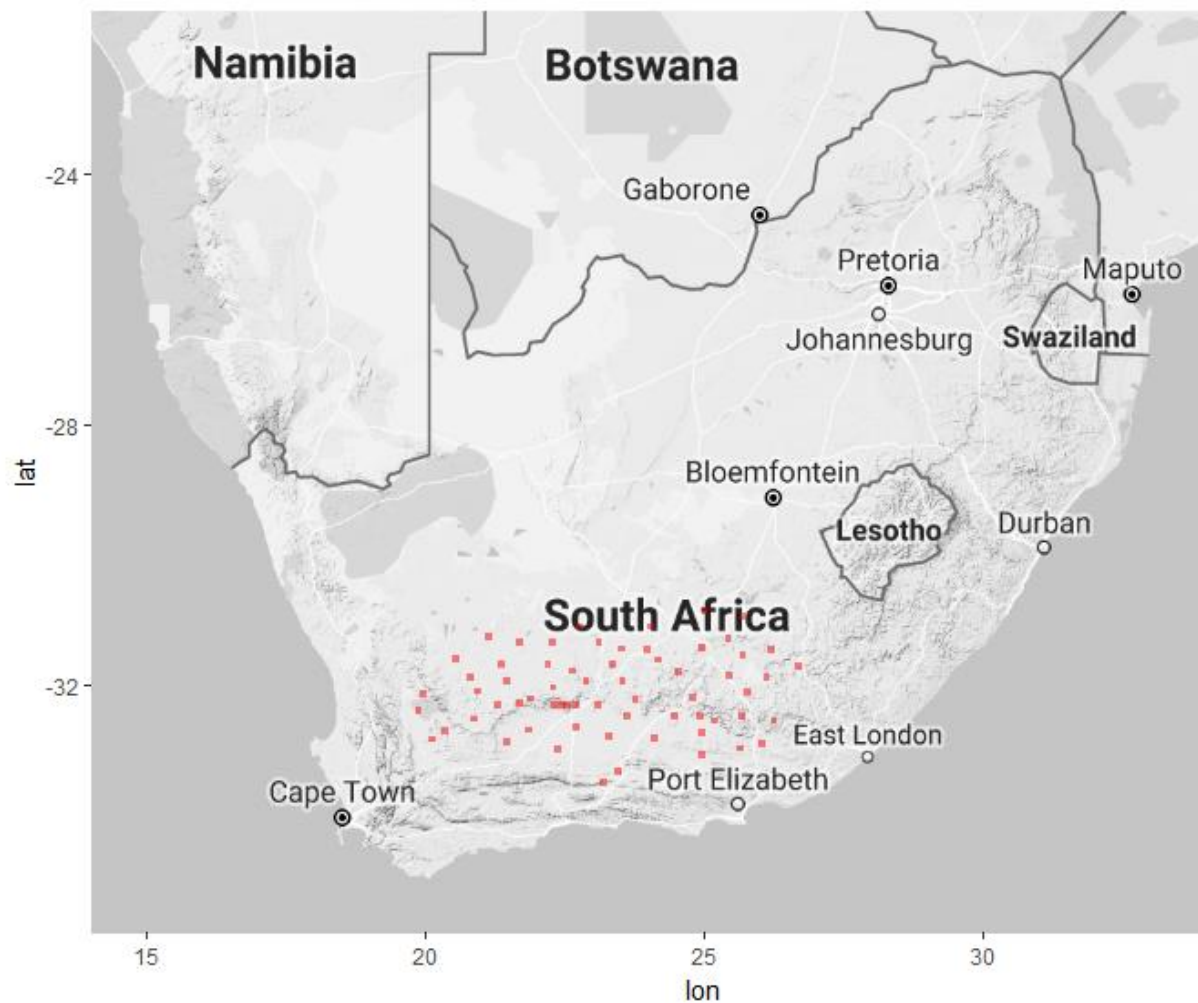 Namibia
Botswana
-24
Gaborone
Pretoria
Maputo
Johannesburg
Swaziland
-28
lat
Bloemfontein
Lesotho
Durban
South Africa
-32
East London
Port Elizabeth
Cape Town
15
20
25
30
lon